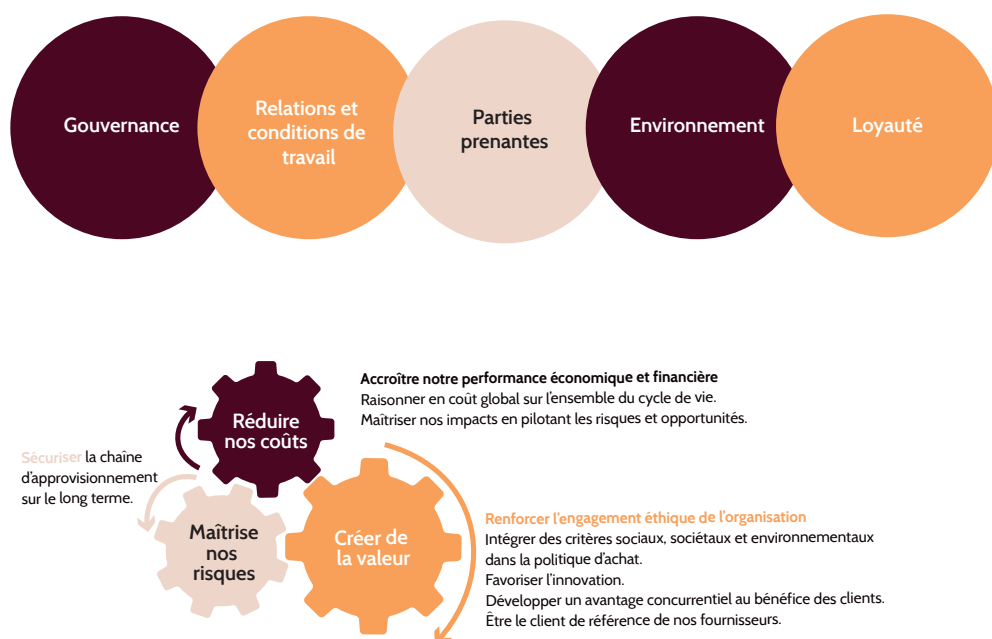 Gouvernance
Relations et
conditions de
travail
Parties
prenantes
Environnement
Loyauté
Réduire
nos coûts
Accroître notre performance économique et financière
Raisonner en coût global sur l'ensemble du cycle de vie.
Maîtriser nos impacts en pilotant les risques et opportunités.
Sécuriser la chaîne
d'approvisionnement
sur le long terme.
Maîtrise
nos
risques
Créer de
la valeur
Renforcer l'engagement éthique de l'organisation
Intégrer des critères sociaux, sociétaux et environnementaux
dans la politique d'achat.
Favoriser l'innovation.
Développer un avantage concurrentiel au bénéfice des clients.
Être le client de référence de nos fournisseurs.